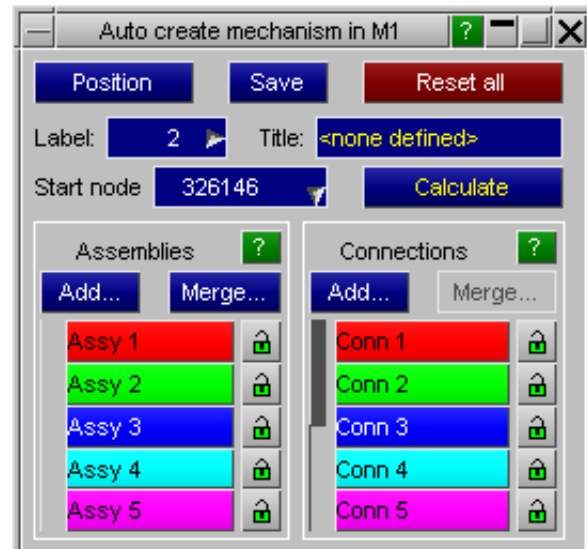 Auto create mechanism in M1 ?
Position Save Reset all
Label: 2 Title: <none defined>
Start node 326146 Calculate
Assemblies ? Connections ?
Add... Merge... Add... Merge...
Assy 1 Conn 1
Assy 2 Conn 2
Assy 3 Conn 3
Assy 4 Conn 4
Assy 5 Conn 5